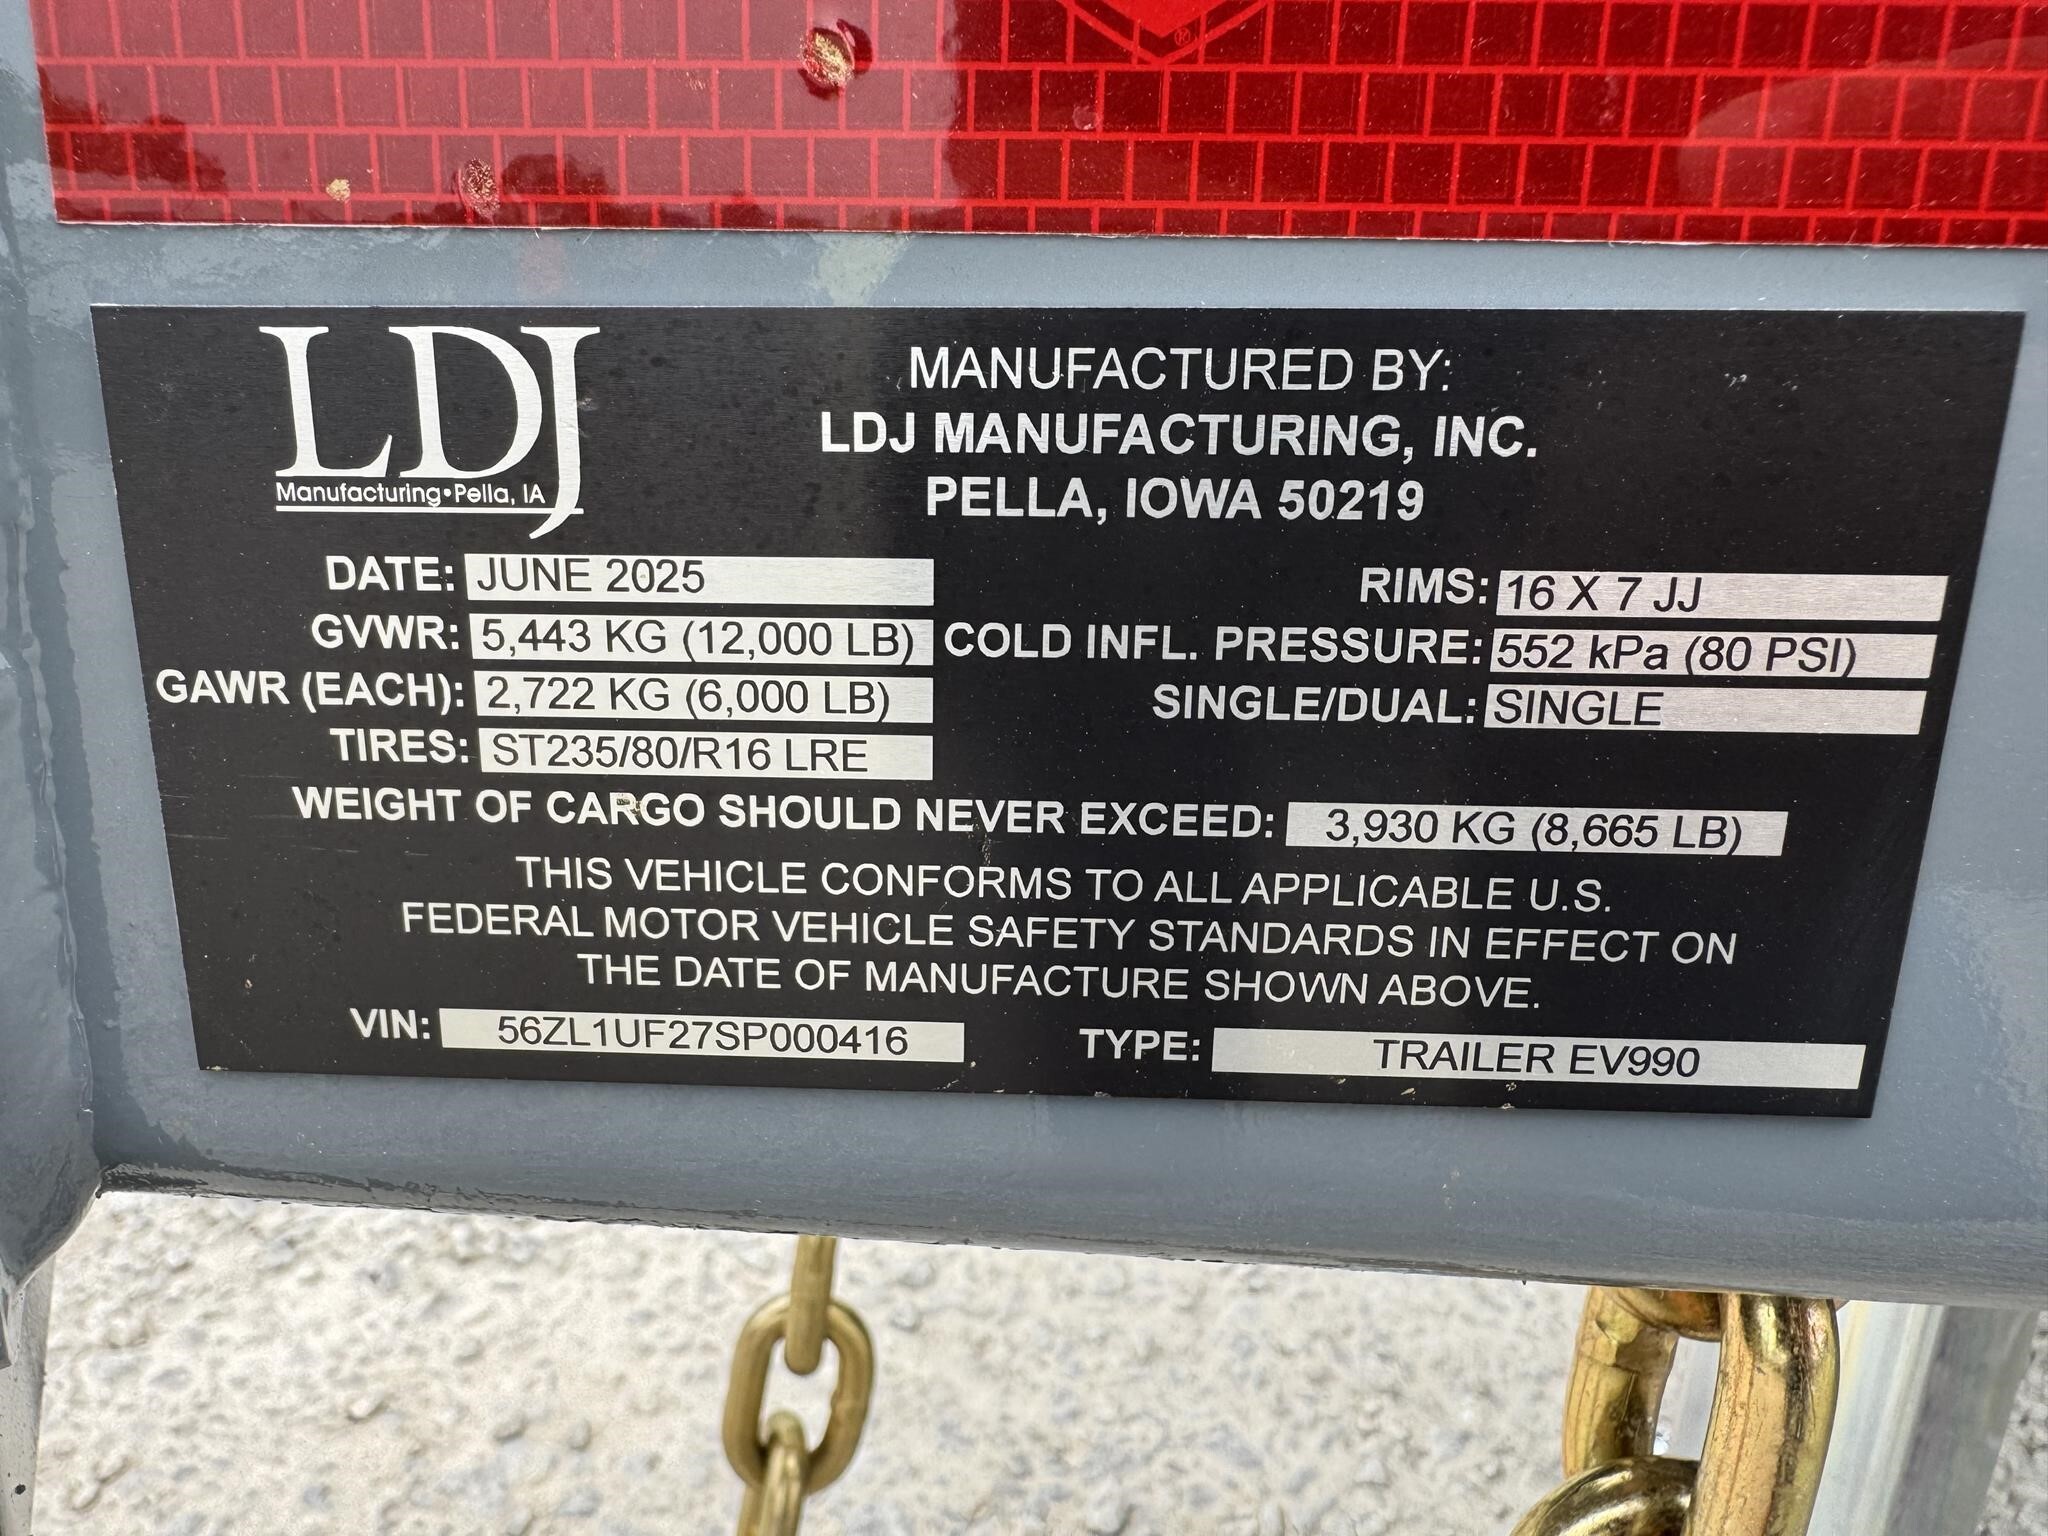 ®
LDJ
Manufacturing•Pella, IA
MANUFACTURED BY:
LDJ MANUFACTURING, INC.
PELLA, IOWA 50219
DATE: JUNE 2025
GVWR: 5,443 KG (12,000 LB)
GAWR (EACH): 2,722 KG (6,000 LB)
TIRES: ST235/80/R16 LRE
RIMS: 16 X 7 JJ
COLD INFL. PRESSURE: 552 kPa (80 PSI)
SINGLE/DUAL: SINGLE
WEIGHT OF CARGO SHOULD NEVER EXCEED: 3,930 KG (8,665 LB)
THIS VEHICLE CONFORMS TO ALL APPLICABLE U.S.
FEDERAL MOTOR VEHICLE SAFETY STANDARDS IN EFFECT ON
THE DATE OF MANUFACTURE SHOWN ABOVE.
VIN: 56ZL1UF27SP000416
TYPE: TRAILER EV990